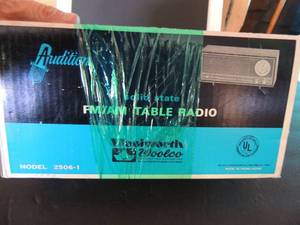 Audition
solid state
FM/AM TABLE RADIO
Woolworth
Woolco
UL
MODEL 2506-1